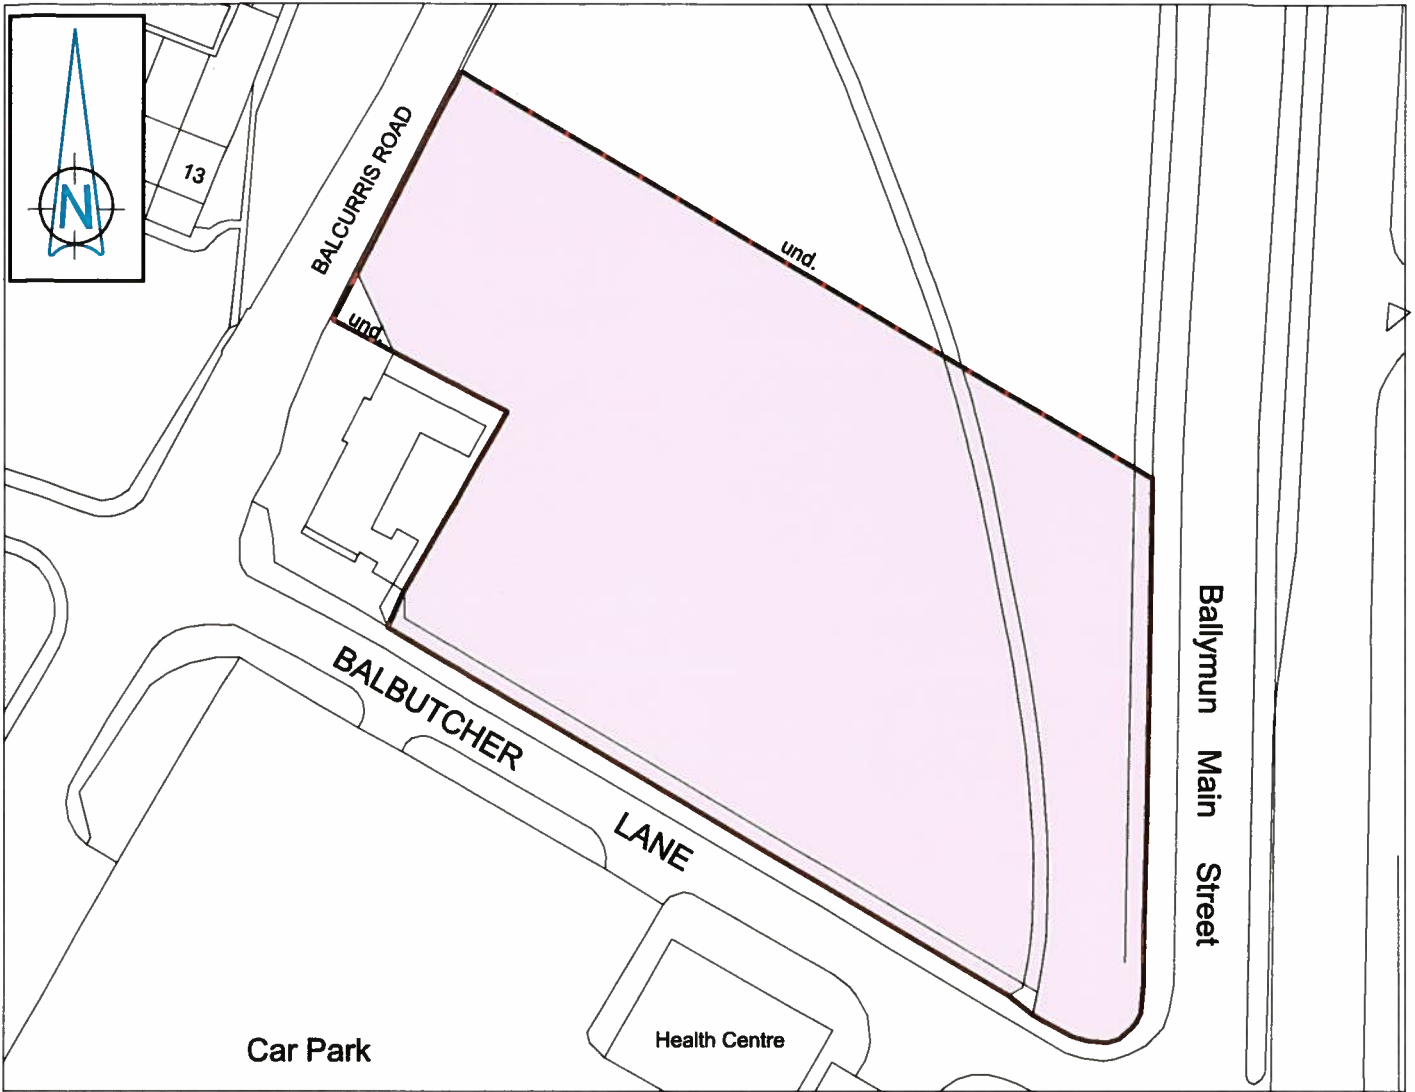 N
13
BALCURRIS ROAD
und.
und.
BALBUTCHER
LANE
Ballymun Main Street
Car Park
Health Centre